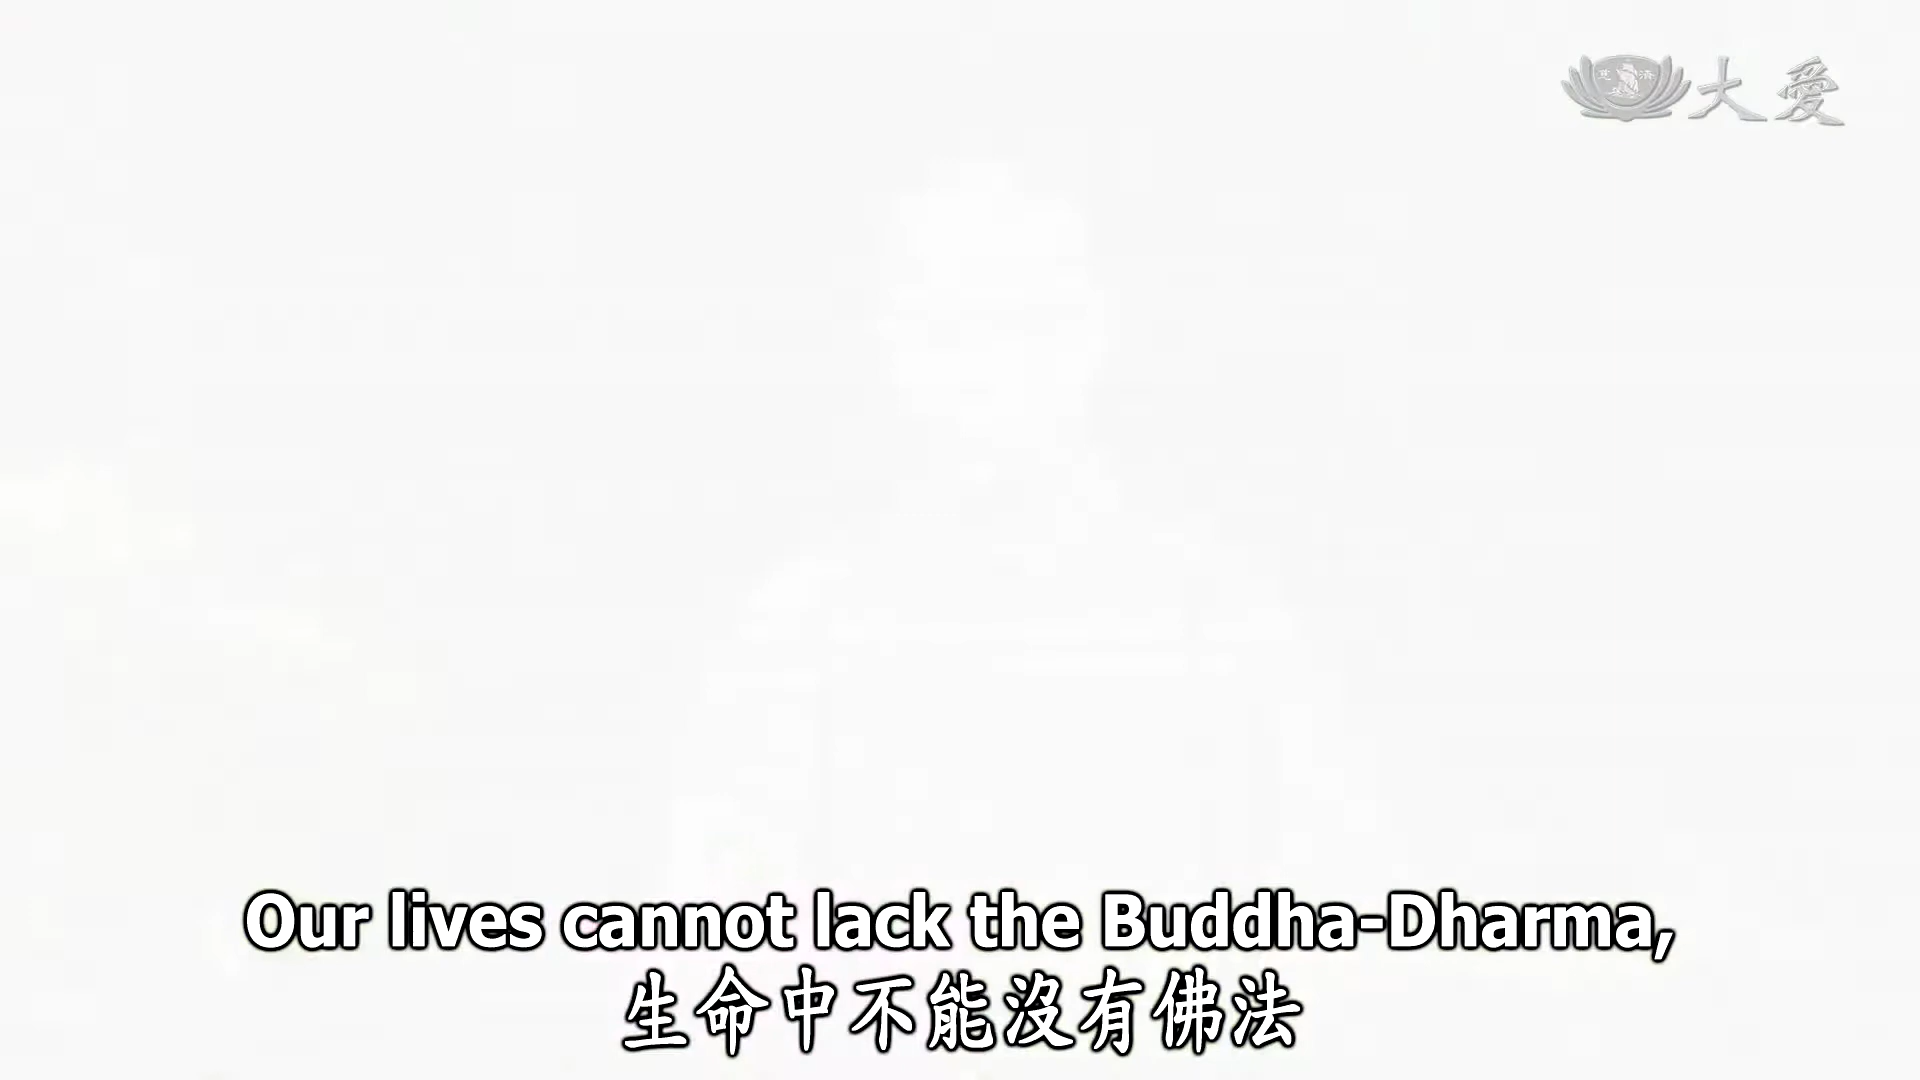 大愛
Our lives cannot lack the Buddha-Dharma,
生命中不能沒有佛法